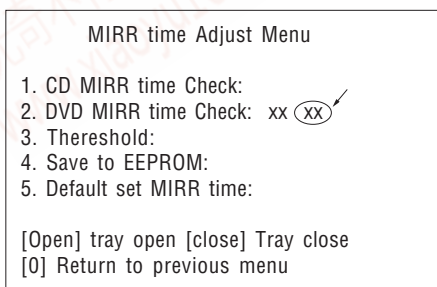 MIRR time Adjust Menu
1. CD MIRR time Check:
2. DVD MIRR time Check: xx xx
3. Thereshold:
4. Save to EEPROM:
5. Default set MIRR time:
[Open] tray open [close] Tray close
[0] Return to previous menu